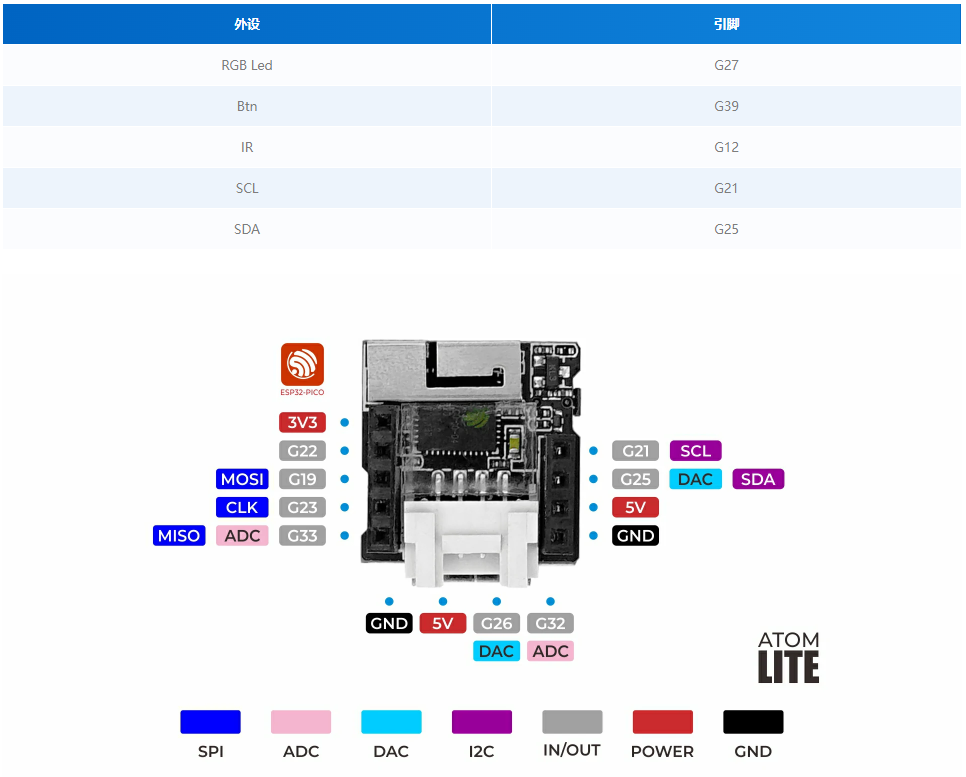 外设 引脚
RGB Led G27
Btn G39
IR G12
SCL G21
SDA G25
ESP32-PICO
3V3
G22 G21 SCL
MOSI G19 G25 DAC SDA
CLK G23 5V
MISO ADC G33 GND
GND 5V G26 G32
DAC ADC
ATOM
LITE
SPI ADC DAC I2C IN/OUT POWER GND